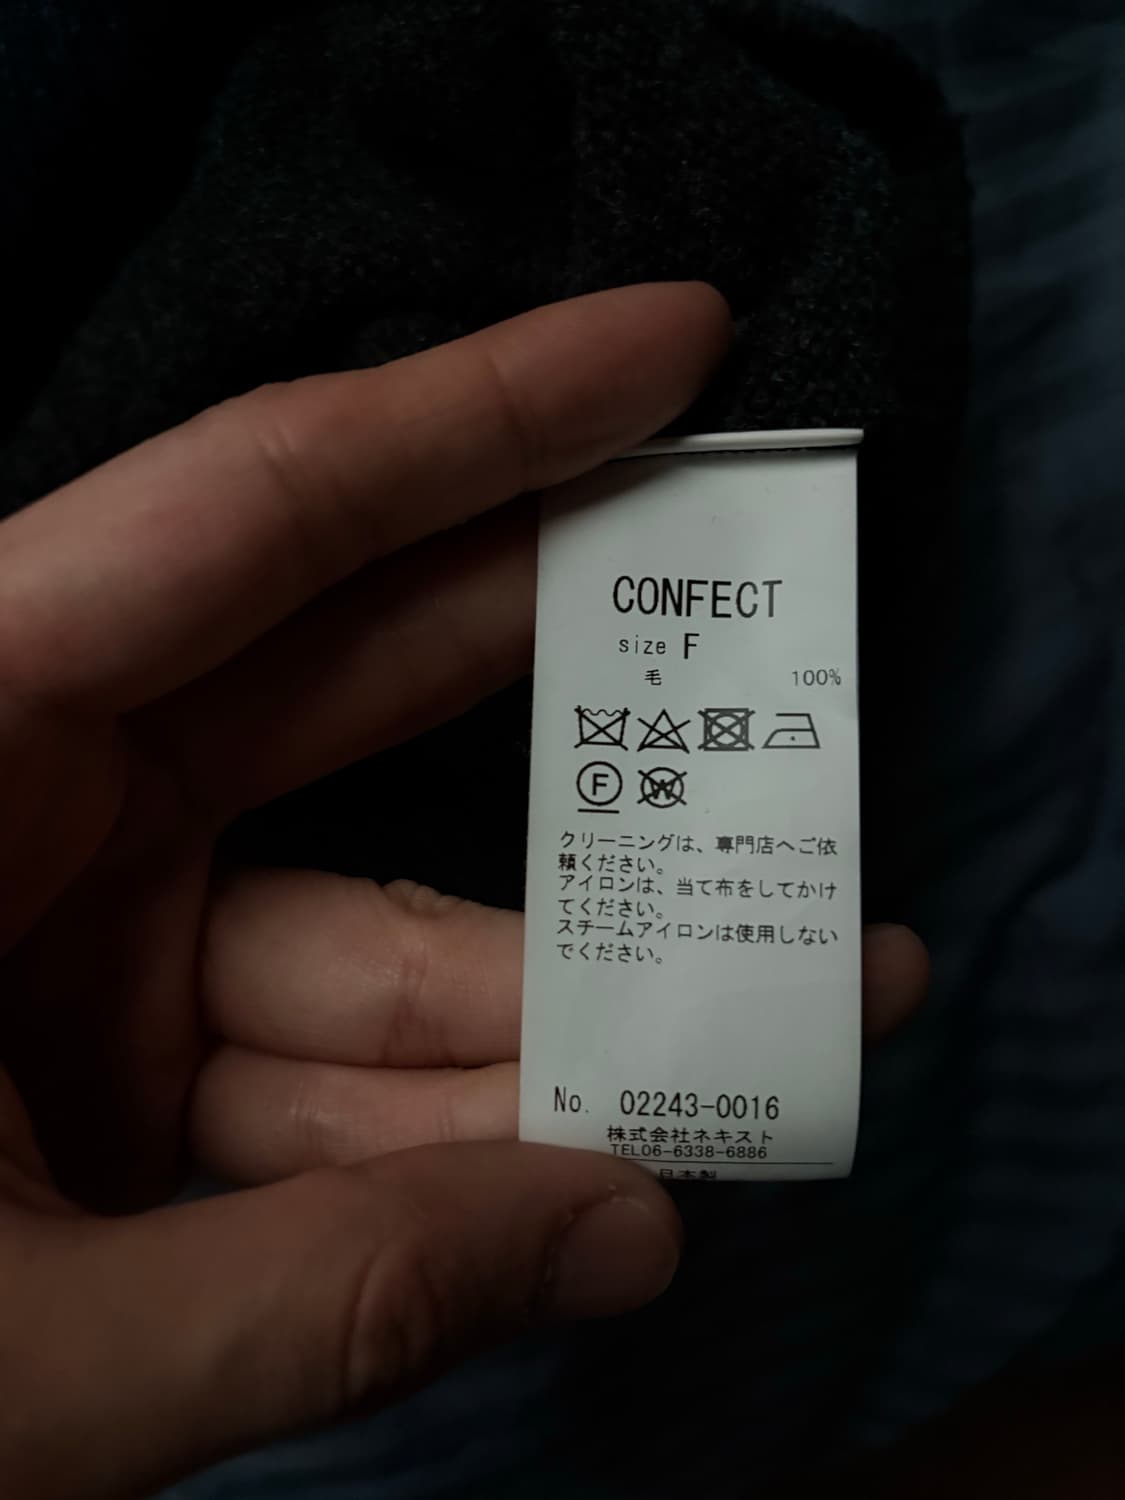 CONFECT
size F
毛 100%
F W
クリーニングは、専門店へご依
頼ください。
アイロンは、当て布をしてかけ
てください。
スチームアイロンは使用しない
でください。
No. 02243-0016
株式会社ネキスト
TEL06-6338-6886
日本製